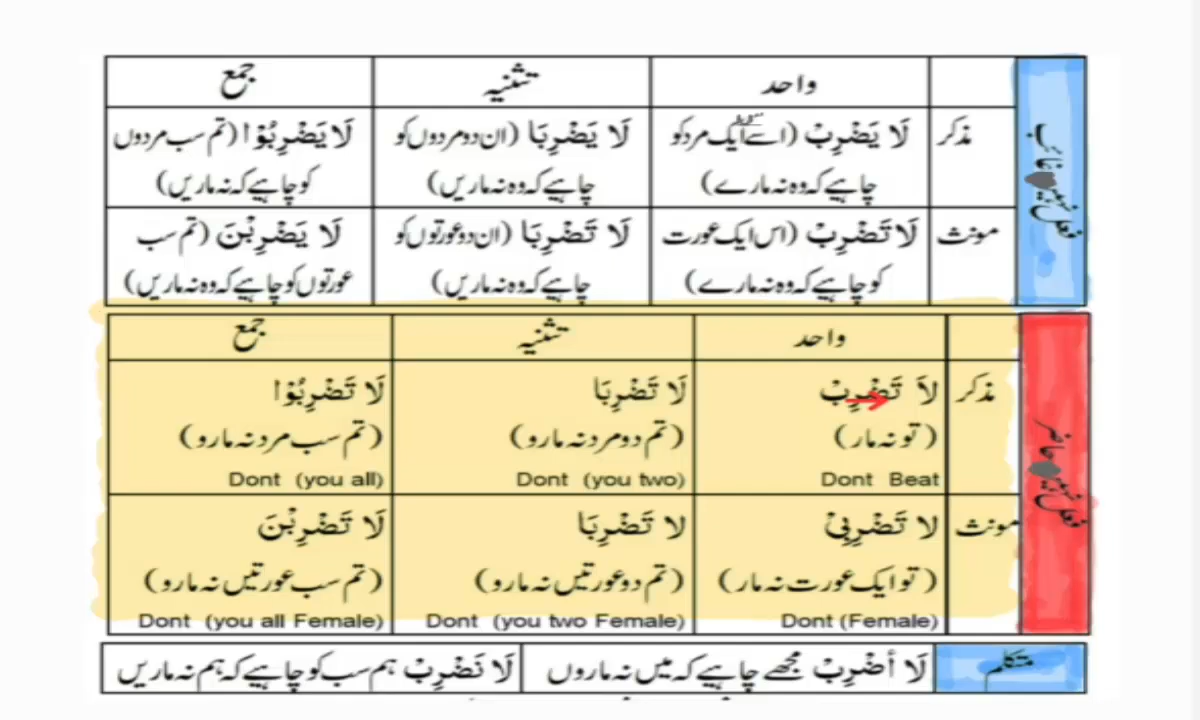 واحد تثنیہ جمع
مذکر لَا یَضْرِبْ (اسے ایک مرد کو لَا یَضْرِبَا (ان دو مردوں کو لَا یَضْرِبُوْا (تم سب مردوں
چاہیے کہ وہ نہ مارے) چاہیے کہ وہ نہ ماریں) کو چاہیے کہ نہ ماریں)
مونث لَا تَضْرِبْ (اس ایک عورت لَا تَضْرِبَا (ان دو عورتوں کو لَا یَضْرِبْنَ (تم سب
کو چاہیے کہ وہ نہ مارے) چاہیے کہ وہ نہ ماریں) عورتوں کو چاہیے کہ وہ نہ ماریں)
واحد تثنیہ جمع
مذکر لاَ تَضْرِبْ لَا تَضْرِبَا لَا تَضْرِبُوْا
(تو نہ مار) (تم دو مرد نہ مارو) (تم سب مرد نہ مارو)
Dont Beat Dont (you two) Dont (you all)
مونث لا تَضْرِبِیْ لا تَضْرِبَا لَا تَضْرِبْنَ
(تو ایک عورت نہ مار) (تم دو عورتیں نہ مارو) (تم سب عورتیں نہ مارو)
Dont (Female) Dont (you two Female) Dont (you all Female)
متکلم لَا أضْرِبْ مجھے چاہیے کہ میں نہ ماروں لَا نَضْرِبْ ہم سب کو چاہیے کہ ہم نہ ماریں